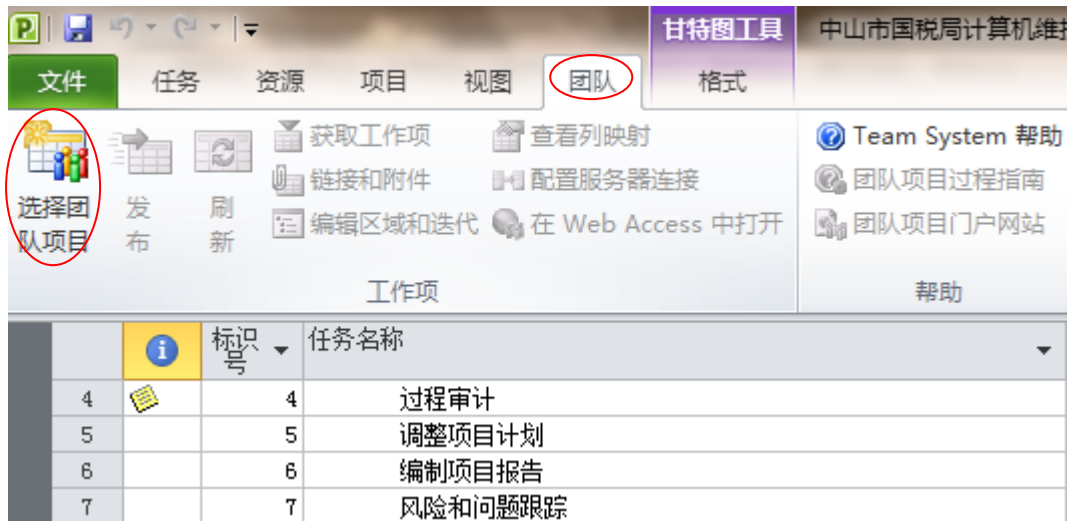 P
甘特图工具 中山市国税局计算机维
文件 任务 资源 项目 视图 团队 格式
选择团
队项目
发
布
刷
新
获取工作项
链接和附件
编辑区域和迭代
查看列映射
配置服务器连接
在 Web Access 中打开
工作项
Team System 帮助
团队项目过程指南
团队项目门户网站
帮助
标识
号
任务名称
4 4 过程审计
5 5 调整项目计划
6 6 编制项目报告
7 7 风险和问题跟踪